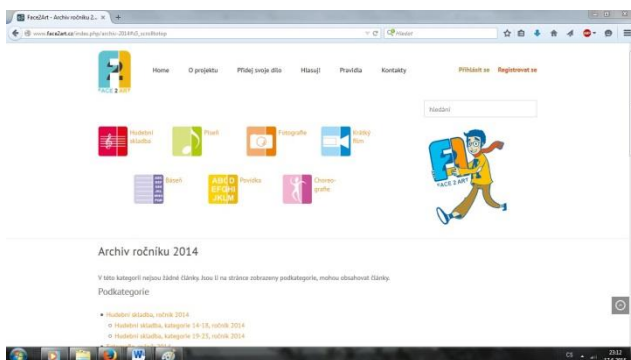 Face2Art - Archiv ročníku 2...
www.face2art.cz/index.php/archiv-2014#
Hledat
FACE 2 ART
Home O projektu Přidej svoje dílo Hlasuj! Pravidla Kontakty Přihlásit se Registrovat se
Hledání
Hudební skladba
Píseň
Fotografie
Krátký film
Báseň
ABCD
EFGHI
JKLM
Povídka
Choreo-
grafie
FACE 2 ART
Archiv ročníku 2014
V této kategorii nejsou žádné články. Jsou li na stránce zobrazeny podkategorie, mohou obsahovat články.
Podkategorie
Hudební skladba, ročník 2014
Hudební skladba, kategorie 14-18, ročník 2014
Hudební skladba, kategorie 19-25, ročník 2014
CS
23:12